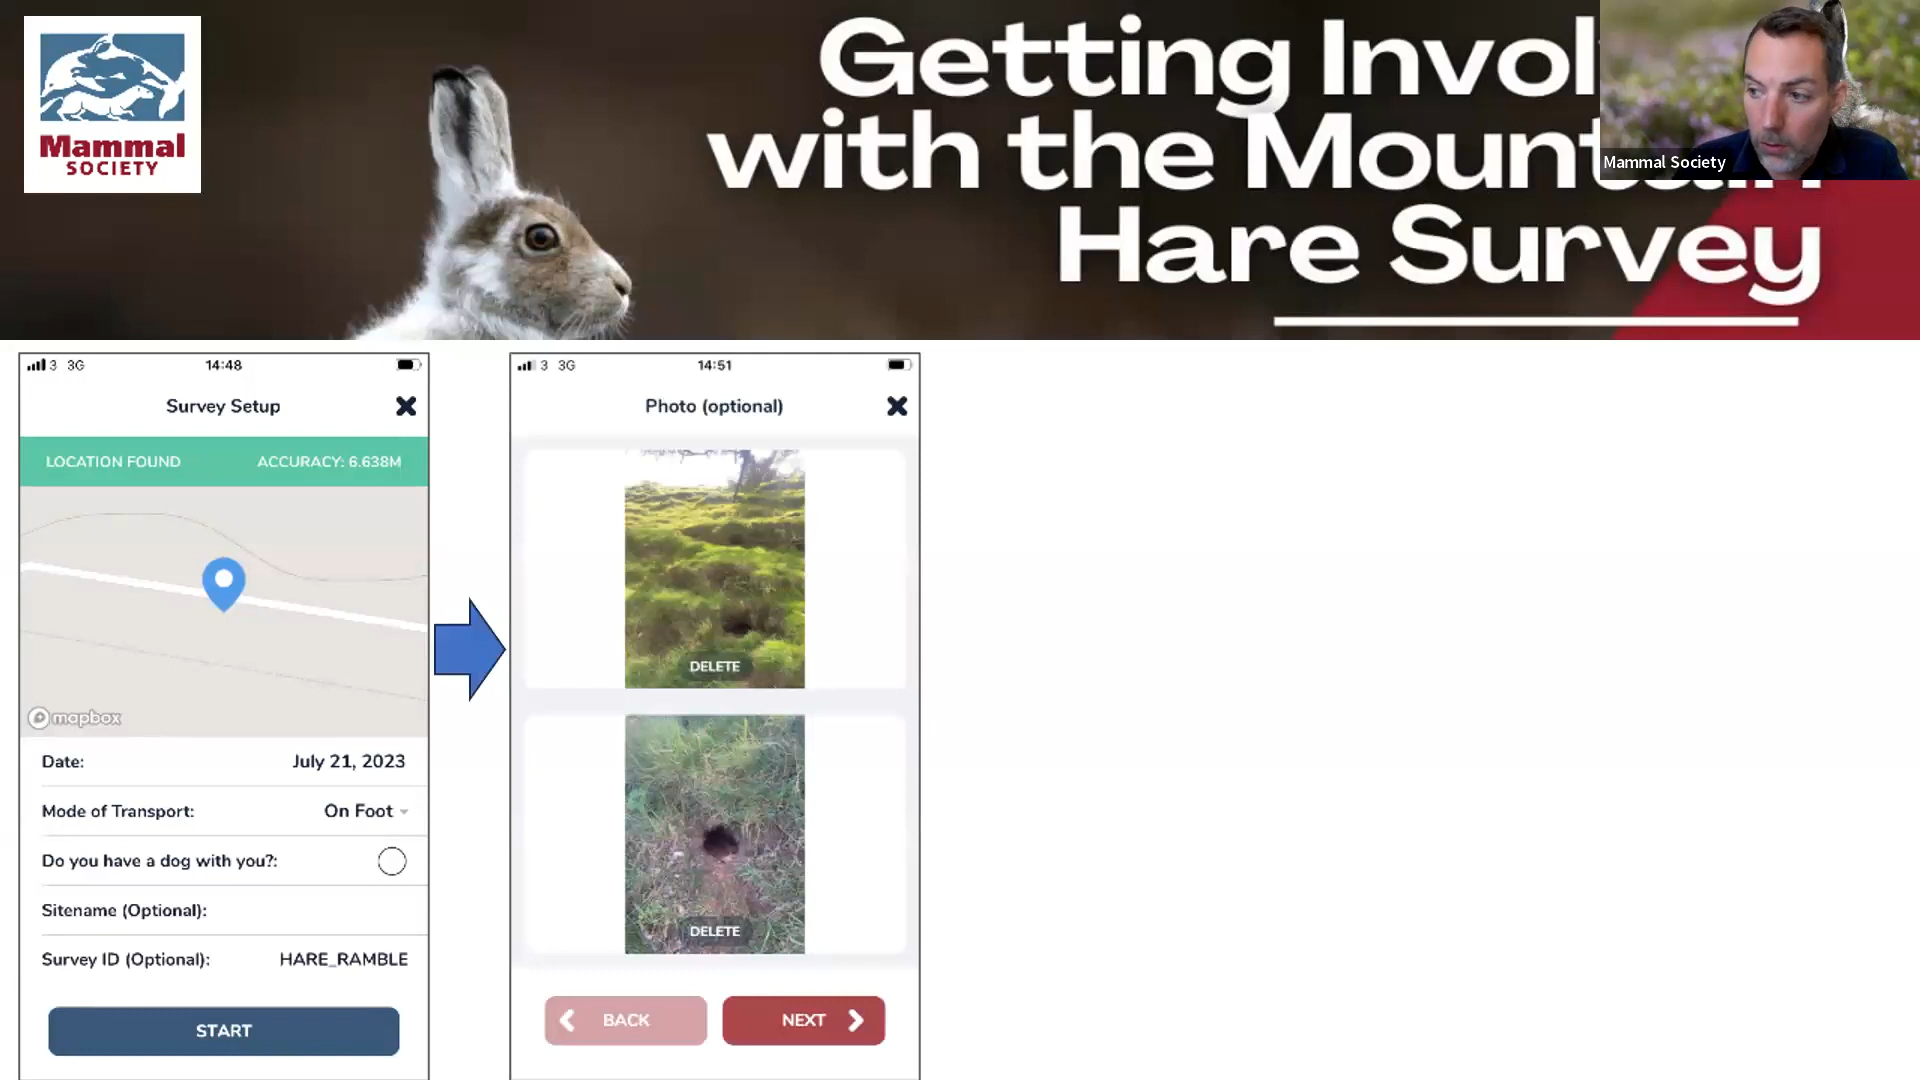 Mammal
SOCIETY
Getting Invol
with the Mountain
Hare Survey
Mammal Society
3 3G 14:48
Survey Setup
LOCATION FOUND ACCURACY: 6.638M
mapbox
Date: July 21, 2023
Mode of Transport: On Foot
Do you have a dog with you?:
Sitename (Optional):
Survey ID (Optional): HARE_RAMBLE
START
3 3G 14:51
Photo (optional)
DELETE
DELETE
BACK NEXT